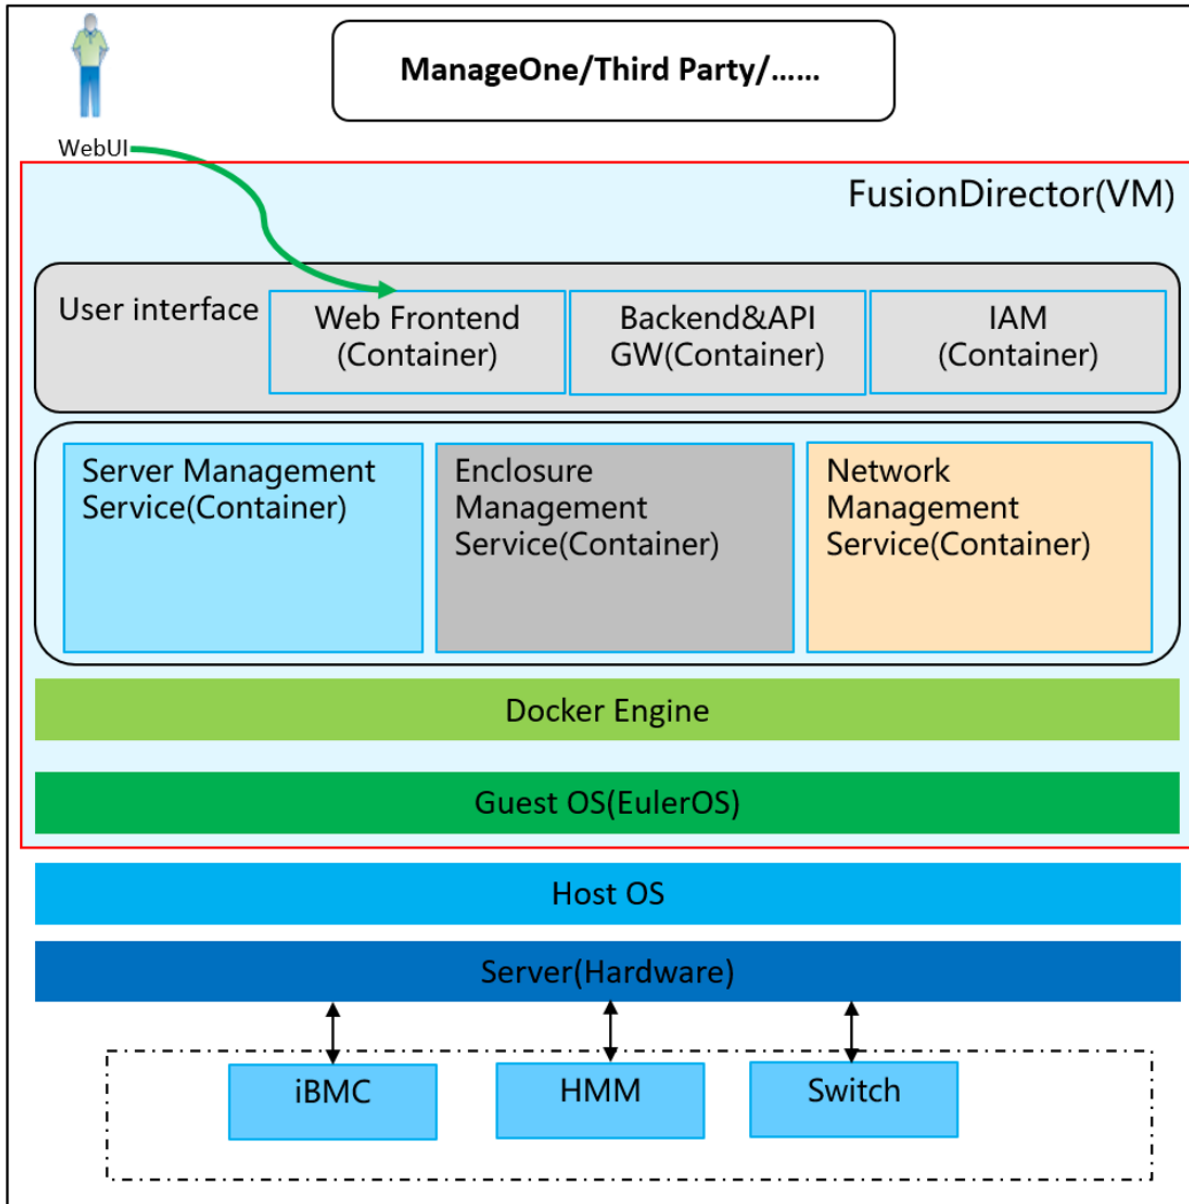 ManageOne/Third Party/......
WebUI
FusionDirector(VM)
User interface
Web Frontend
(Container)
Backend&API
GW(Container)
IAM
(Container)
Server Management
Service(Container)
Enclosure
Management
Service(Container)
Network
Management
Service(Container)
Docker Engine
Guest OS(EulerOS)
Host OS
Server(Hardware)
iBMC
HMM
Switch